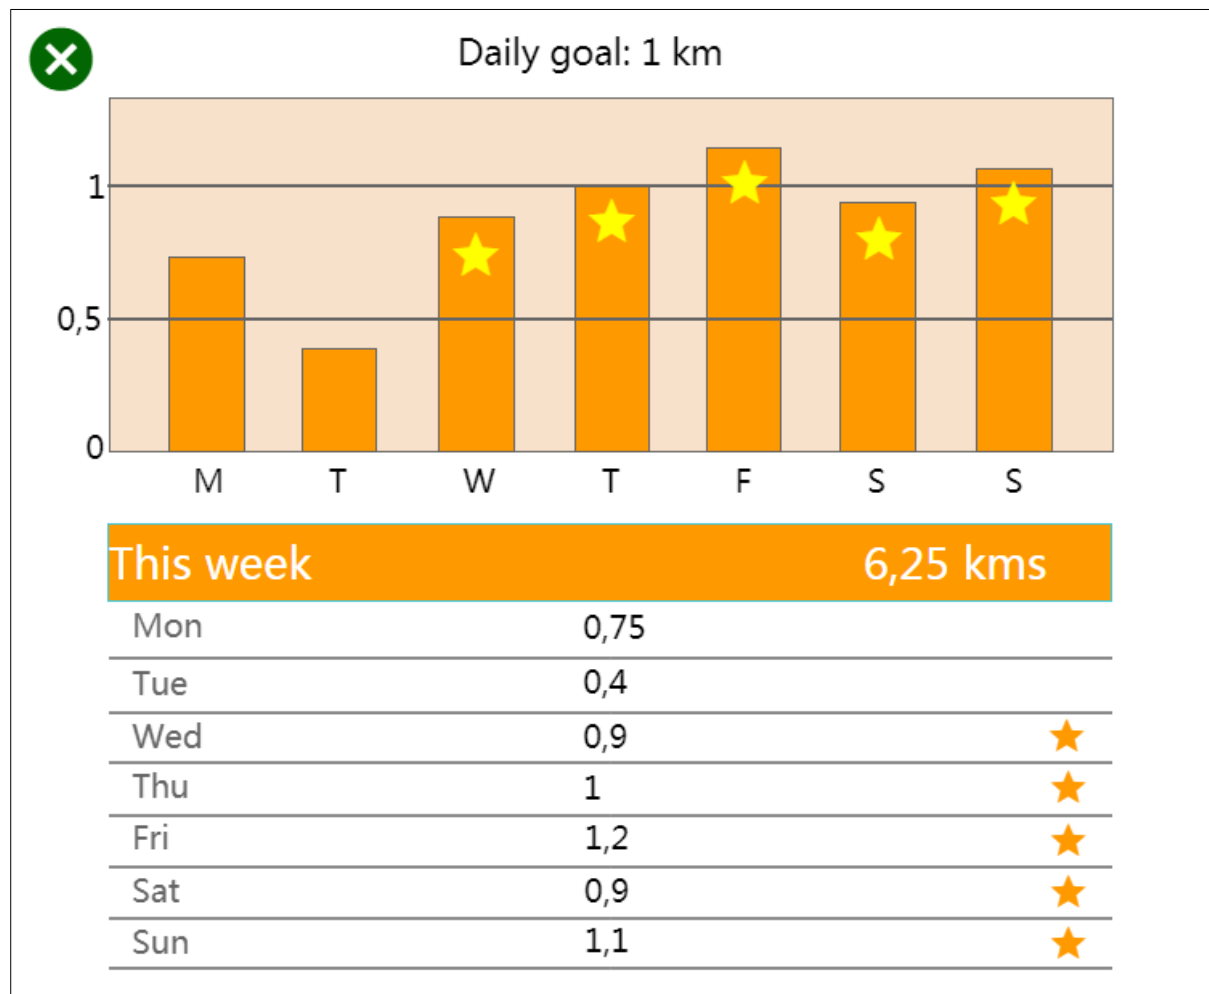 Daily goal: 1 km
1
0,5
0
M T W T F S S
This week 6,25 kms
Mon 0,75
Tue 0,4
Wed 0,9
Thu 1
Fri 1,2
Sat 0,9
Sun 1,1